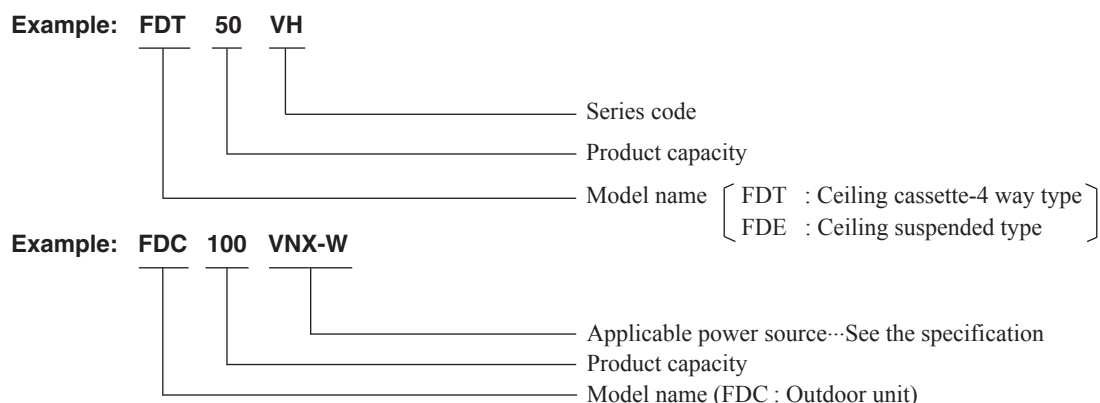 Example: FDT 50 VH
Series code
Product capacity
Model name FDT : Ceiling cassette-4 way type
FDE : Ceiling suspended type
Example: FDC 100 VNX-W
Applicable power source···See the specification
Product capacity
Model name (FDC : Outdoor unit)